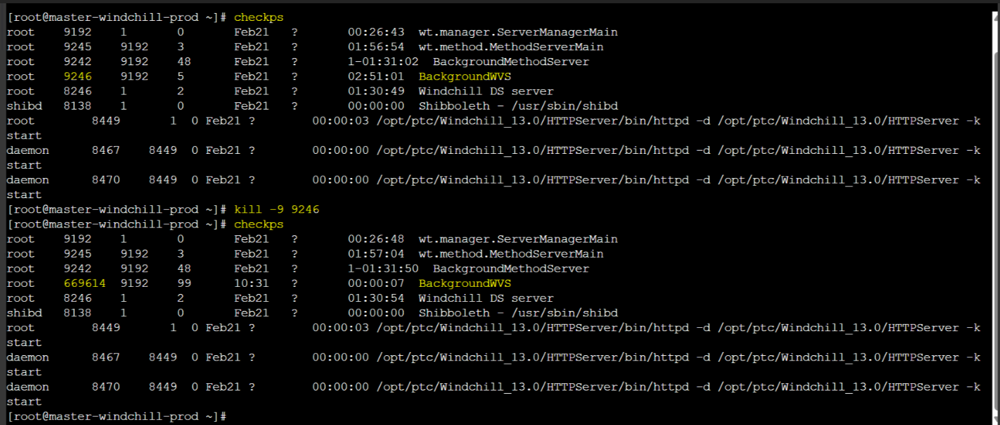 [root@master-windchill-prod ~]# checkps
root 9192 1 0 Feb21 ? 00:26:43 wt.manager.ServerManagerMain
root 9245 9192 3 Feb21 ? 01:56:54 wt.method.MethodServerMain
root 9242 9192 48 Feb21 ? 1-01:31:02 BackgroundMethodServer
root 9246 9192 5 Feb21 ? 02:51:01 BackgroundWVS
root 8246 1 2 Feb21 ? 01:30:49 Windchill DS server
shibd 8138 1 0 Feb21 ? 00:00:00 Shibboleth - /usr/sbin/shibd
root 8449 1 0 Feb21 ? 00:00:03 /opt/ptc/Windchill_13.0/HTTPServer/bin/httpd -d /opt/ptc/Windchill_13.0/HTTPServer -k
start
daemon 8467 8449 0 Feb21 ? 00:00:00 /opt/ptc/Windchill_13.0/HTTPServer/bin/httpd -d /opt/ptc/Windchill_13.0/HTTPServer -k
start
daemon 8470 8449 0 Feb21 ? 00:00:00 /opt/ptc/Windchill_13.0/HTTPServer/bin/httpd -d /opt/ptc/Windchill_13.0/HTTPServer -k
start
[root@master-windchill-prod ~]# kill -9 9246
[root@master-windchill-prod ~]# checkps
root 9192 1 0 Feb21 ? 00:26:48 wt.manager.ServerManagerMain
root 9245 9192 3 Feb21 ? 01:57:04 wt.method.MethodServerMain
root 9242 9192 48 Feb21 ? 1-01:31:50 BackgroundMethodServer
root 669614 9192 99 10:31 ? 00:00:07 BackgroundWVS
root 8246 1 2 Feb21 ? 01:30:54 Windchill DS server
shibd 8138 1 0 Feb21 ? 00:00:00 Shibboleth - /usr/sbin/shibd
root 8449 1 0 Feb21 ? 00:00:03 /opt/ptc/Windchill_13.0/HTTPServer/bin/httpd -d /opt/ptc/Windchill_13.0/HTTPServer -k
start
daemon 8467 8449 0 Feb21 ? 00:00:00 /opt/ptc/Windchill_13.0/HTTPServer/bin/httpd -d /opt/ptc/Windchill_13.0/HTTPServer -k
start
daemon 8470 8449 0 Feb21 ? 00:00:00 /opt/ptc/Windchill_13.0/HTTPServer/bin/httpd -d /opt/ptc/Windchill_13.0/HTTPServer -k
start
[root@master-windchill-prod ~]#